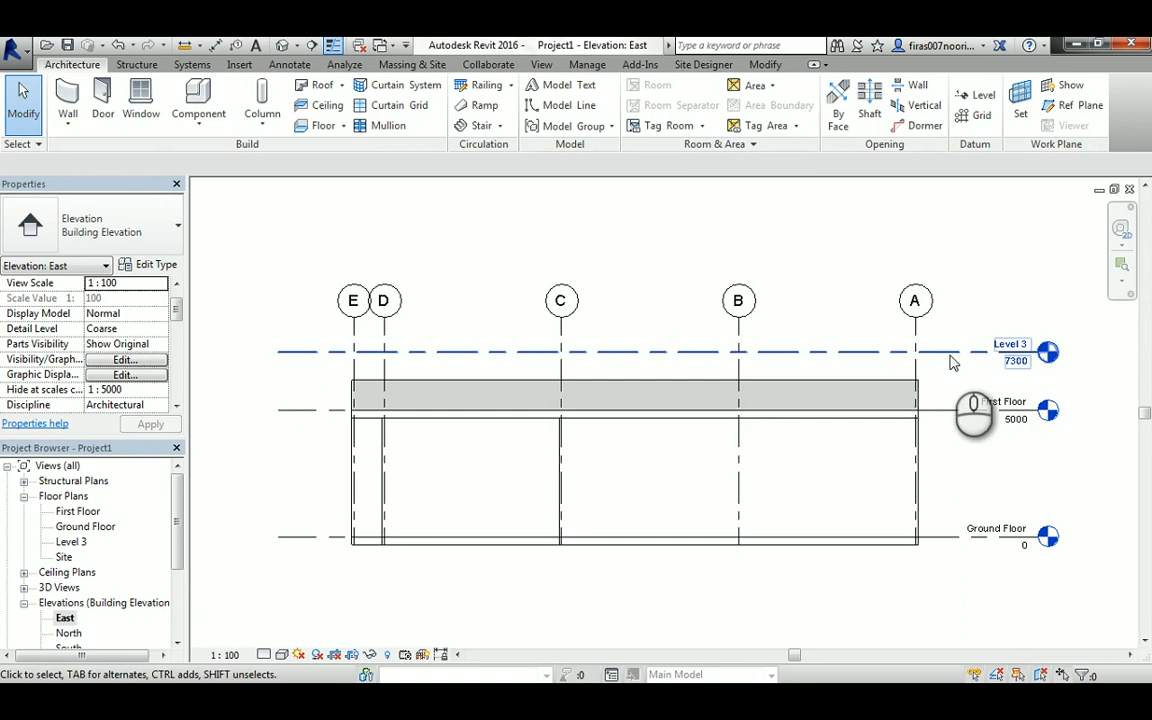 Autodesk Revit 2016 - Project1 - Elevation: East
Type a keyword or phrase
firas007noori...
Architecture Structure Systems Insert Annotate Analyze Massing & Site Collaborate View Manage Add-Ins Site Designer Modify
Modify
Wall
Door
Window
Component
Column
Roof
Ceiling
Floor
Curtain System
Curtain Grid
Mullion
Railing
Ramp
Stair
Model Text
Model Line
Model Group
Room
Room Separator
Tag Room
Area
Area Boundary
Tag Area
By Face
Shaft
Wall
Vertical
Dormer
Level
Grid
Set
Show
Ref Plane
Viewer
Select Build Circulation Model Room & Area Opening Datum Work Plane
Properties
Elevation
Building Elevation
Elevation: East Edit Type
View Scale 1 : 100
Scale Value 1: 100
Display Model Normal
Detail Level Coarse
Parts Visibility Show Original
Visibility/Graph... Edit...
Graphic Displa... Edit...
Hide at scales c... 1 : 5000
Discipline Architectural
Properties help Apply
Project Browser - Project1
Views (all)
Structural Plans
Floor Plans
First Floor
Ground Floor
Level 3
Site
Ceiling Plans
3D Views
Elevations (Building Elevation
East
North
E D C B A
Level 3
7300
First Floor
5000
Ground Floor
0
2D
1 : 100
Click to select, TAB for alternates, CTRL adds, SHIFT unselects.
:0
Main Model
:0